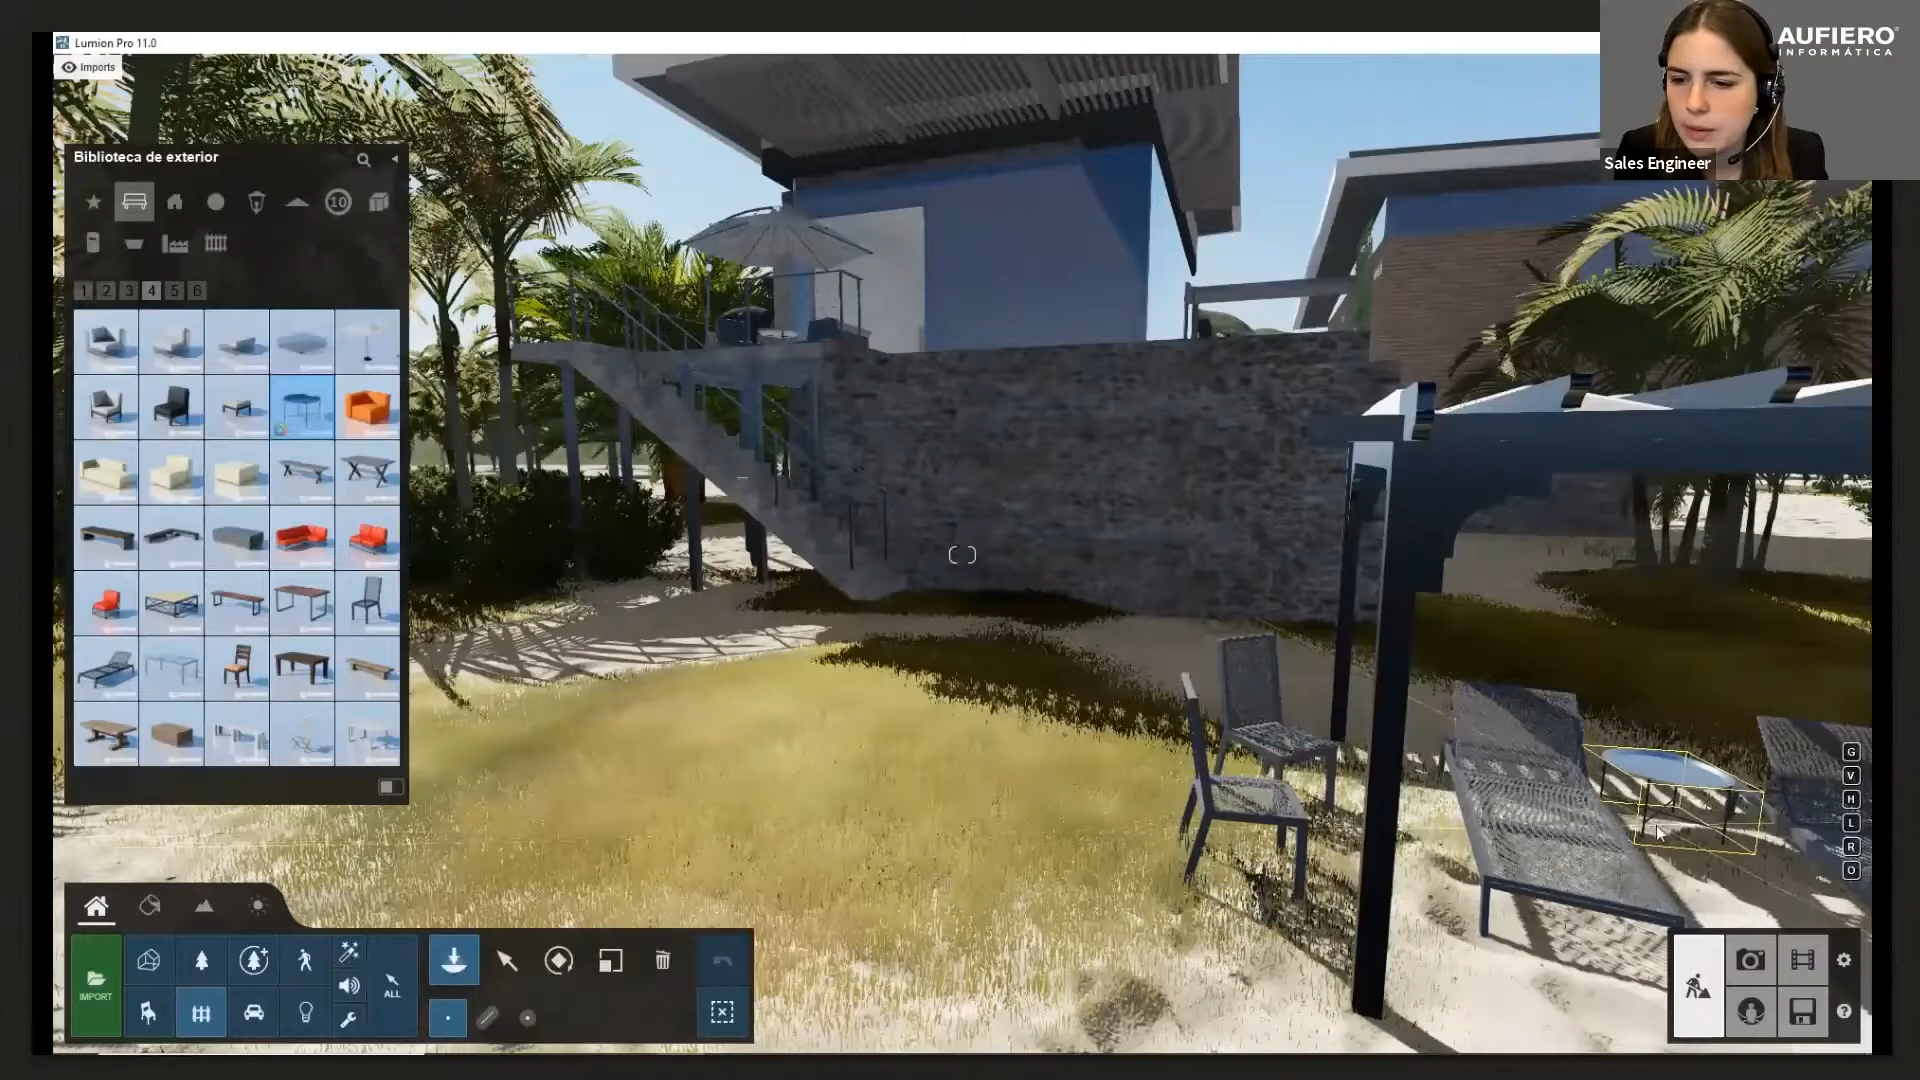 Lumion Pro 11.0
Imports
AUFIERO
INFORMÁTICA
Sales Engineer
Biblioteca de exterior
10
1 2 3 4 5 6
G
V
H
L
R
O
IMPORT
ALL
?